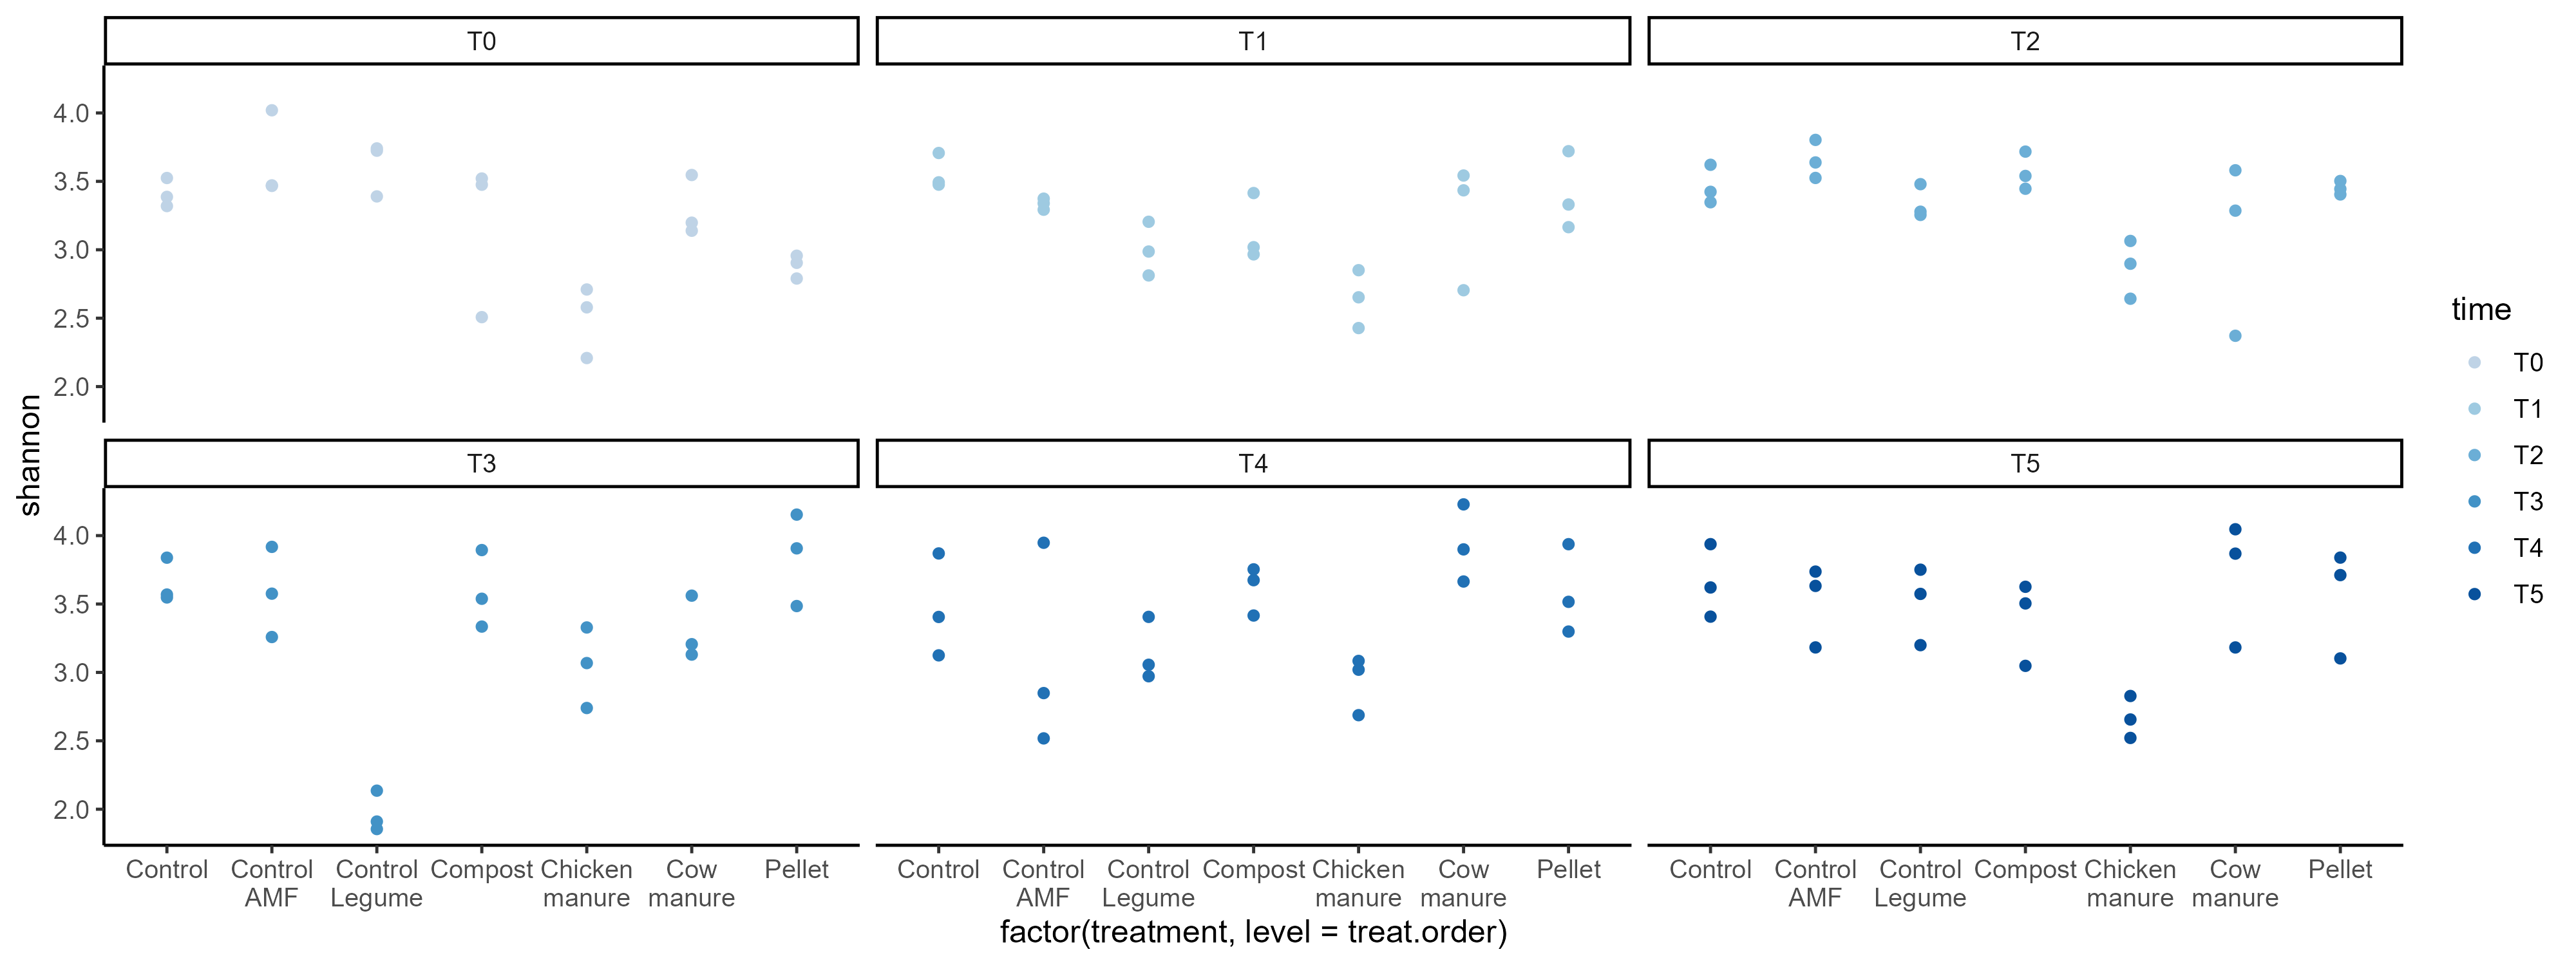 T0 T1 T2
4.0
3.5
3.0
2.5
2.0
shannon
T3 T4 T5
4.0
3.5
3.0
2.5
2.0
Control Control AMF Control Legume Compost Chicken manure Cow manure Pellet
Control Control AMF Control Legume Compost Chicken manure Cow manure Pellet
Control Control AMF Control Legume Compost Chicken manure Cow manure Pellet
factor(treatment, level = treat.order)
time
T0
T1
T2
T3
T4
T5